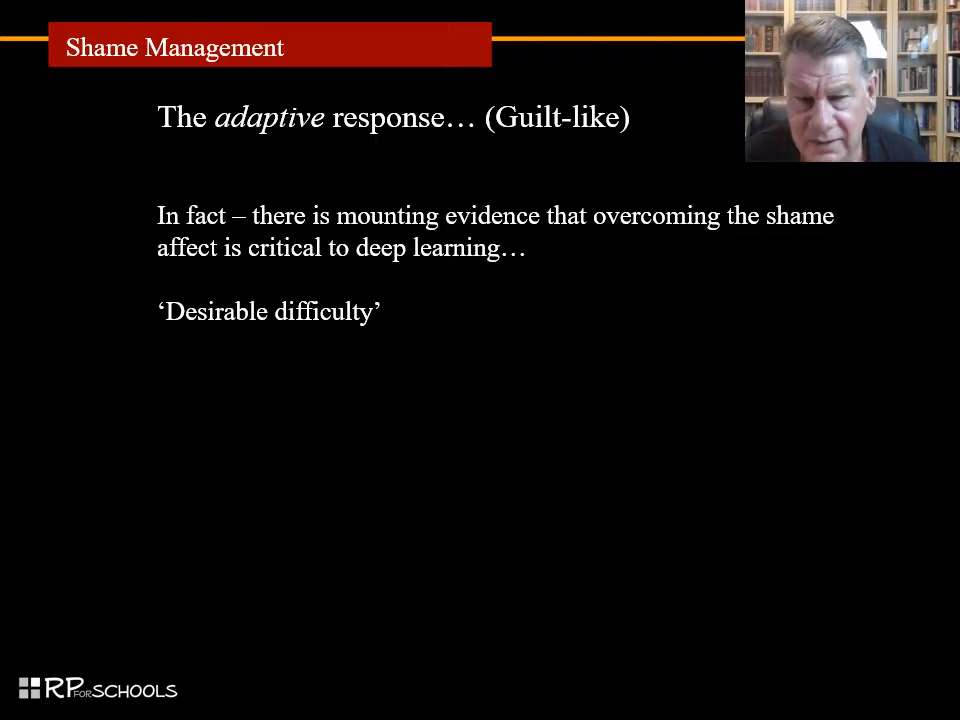 Shame Management
The adaptive response… (Guilt-like)
In fact – there is mounting evidence that overcoming the shame
affect is critical to deep learning…
‘Desirable difficulty’
RP FOR SCHOOLS